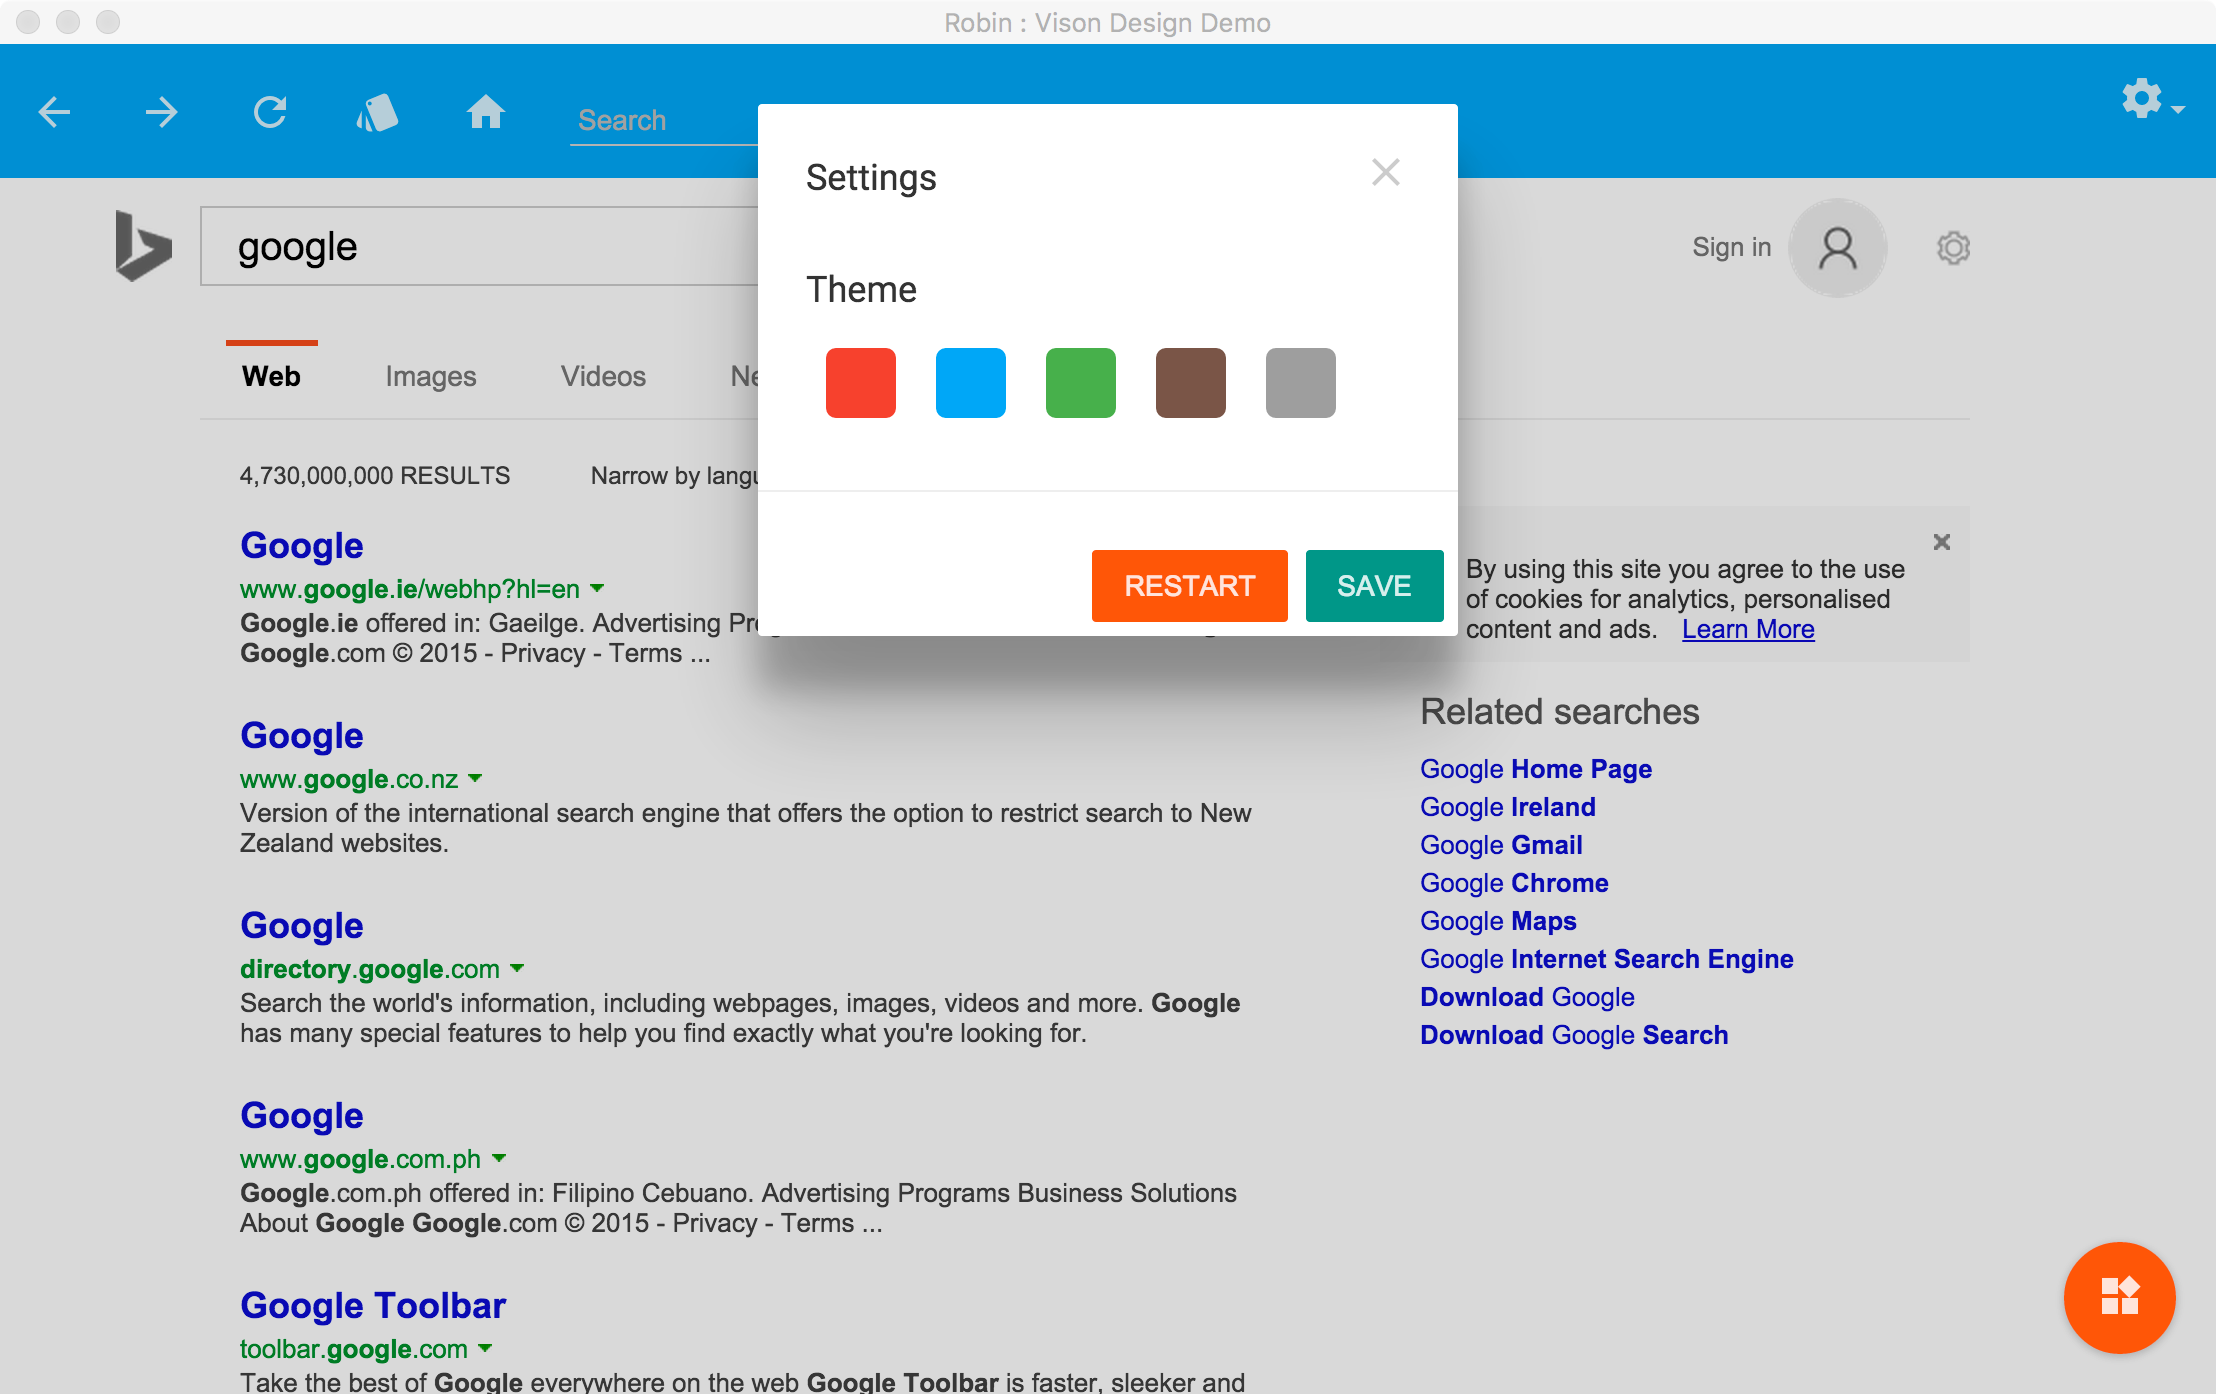 Robin : Vison Design Demo
Search
Settings
Theme
RESTART SAVE
google
Sign in
Web Images Videos
4,730,000,000 RESULTS Narrow by
Google
www.google.ie/webhp?hl=en
Google.ie offered in: Gaeilge. Advertising
Google.com © 2015 - Privacy - Terms ...
Google
www.google.co.nz
Version of the international search engine that offers the option to restrict search to New
Zealand websites.
Google
directory.google.com
Search the world's information, including webpages, images, videos and more. Google
has many special features to help you find exactly what you're looking for.
Google
www.google.com.ph
Google.com.ph offered in: Filipino Cebuano. Advertising Programs Business Solutions
About Google Google.com © 2015 - Privacy - Terms ...
Google Toolbar
toolbar.google.com
Take the best of Google everywhere on the web Google Toolbar is faster, sleeker and
By using this site you agree to the use
of cookies for analytics, personalised
content and ads. Learn More
Related searches
Google Home Page
Google Ireland
Google Gmail
Google Chrome
Google Maps
Google Internet Search Engine
Download Google
Download Google Search